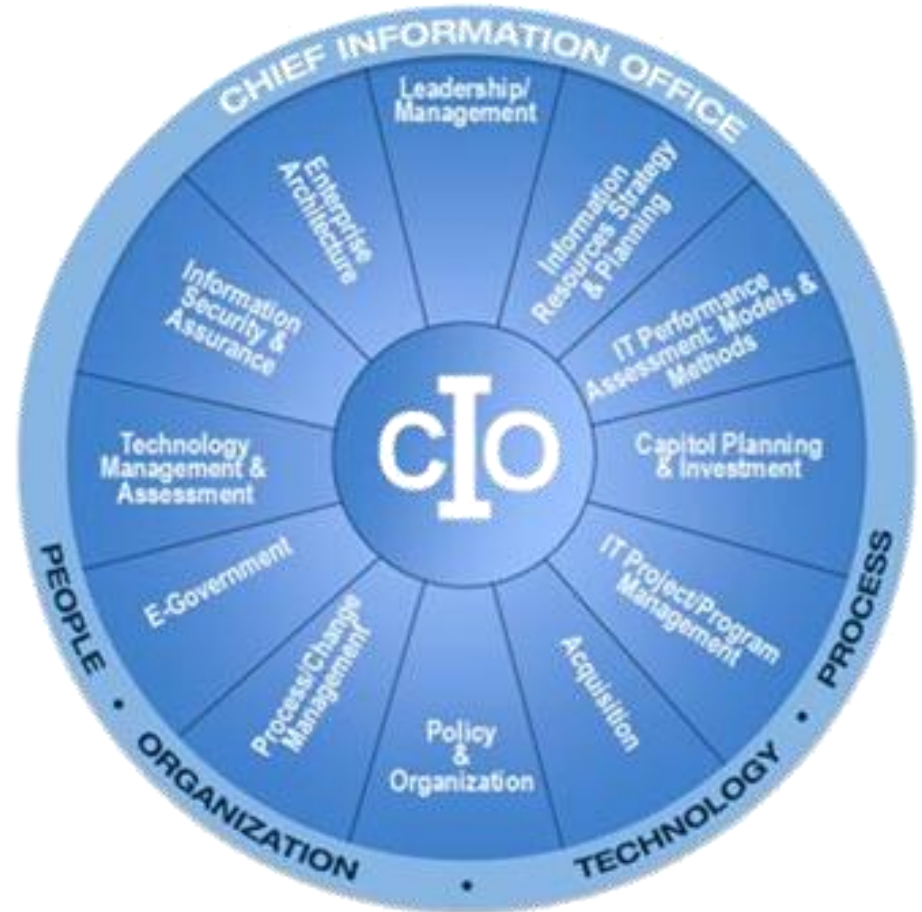 CHIEF INFORMATION OFFICE
Leadership/
Management
Information
Resources Strategy
& Planning
IT Performance
Assessment: Models &
Methods
Capitol Planning
& Investment
IT Project/Program
Management
Acquisition
Policy
&
Organization
Process/Change
Management
E-Government
Technology
Management &
Assessment
Information
Security &
Assurance
Enterprise
Architecture
CIO
PEOPLE • ORGANIZATION • TECHNOLOGY • PROCESS